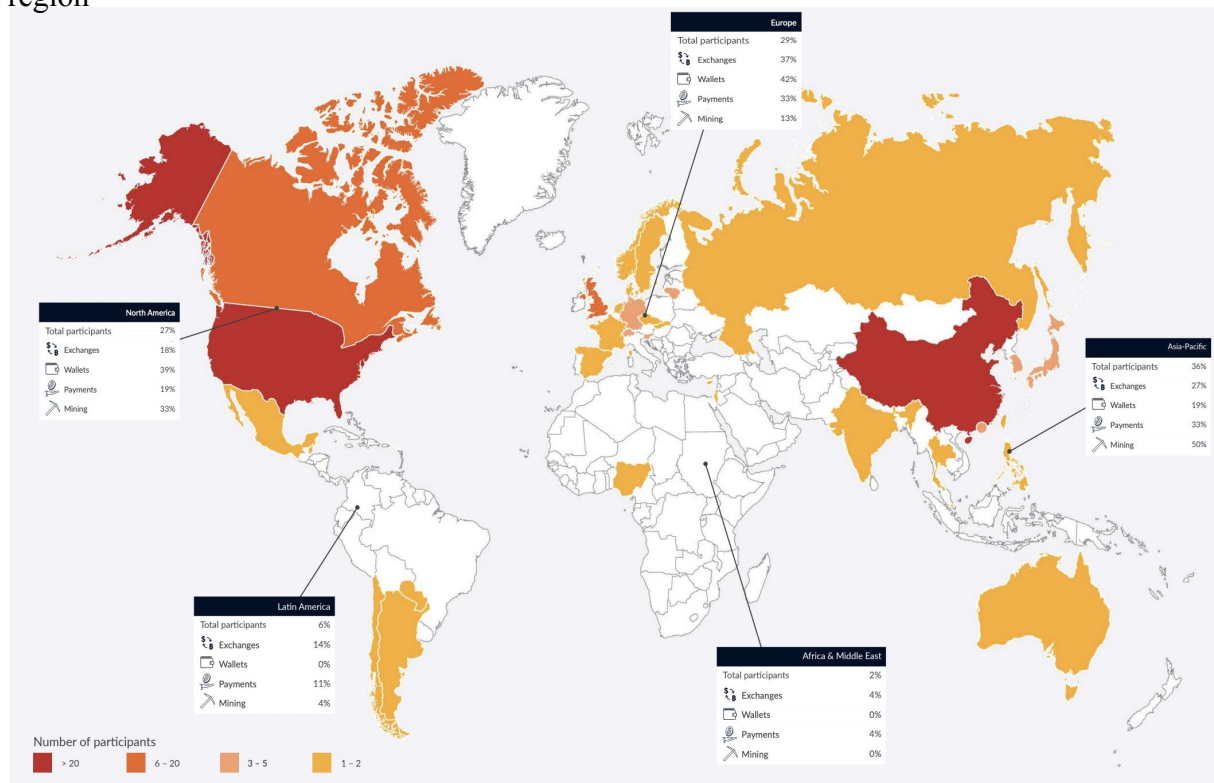 region
Europe
Total participants 29%
Exchanges 37%
Wallets 42%
Payments 33%
Mining 13%
North America
Total participants 27%
Exchanges 18%
Wallets 39%
Payments 19%
Mining 33%
Asia-Pacific
Total participants 36%
Exchanges 27%
Wallets 19%
Payments 33%
Mining 50%
Latin America
Total participants 6%
Exchanges 14%
Wallets 0%
Payments 11%
Mining 4%
Africa & Middle East
Total participants 2%
Exchanges 4%
Wallets 0%
Payments 4%
Mining 0%
Number of participants
> 20 6 – 20 3 – 5 1 – 2